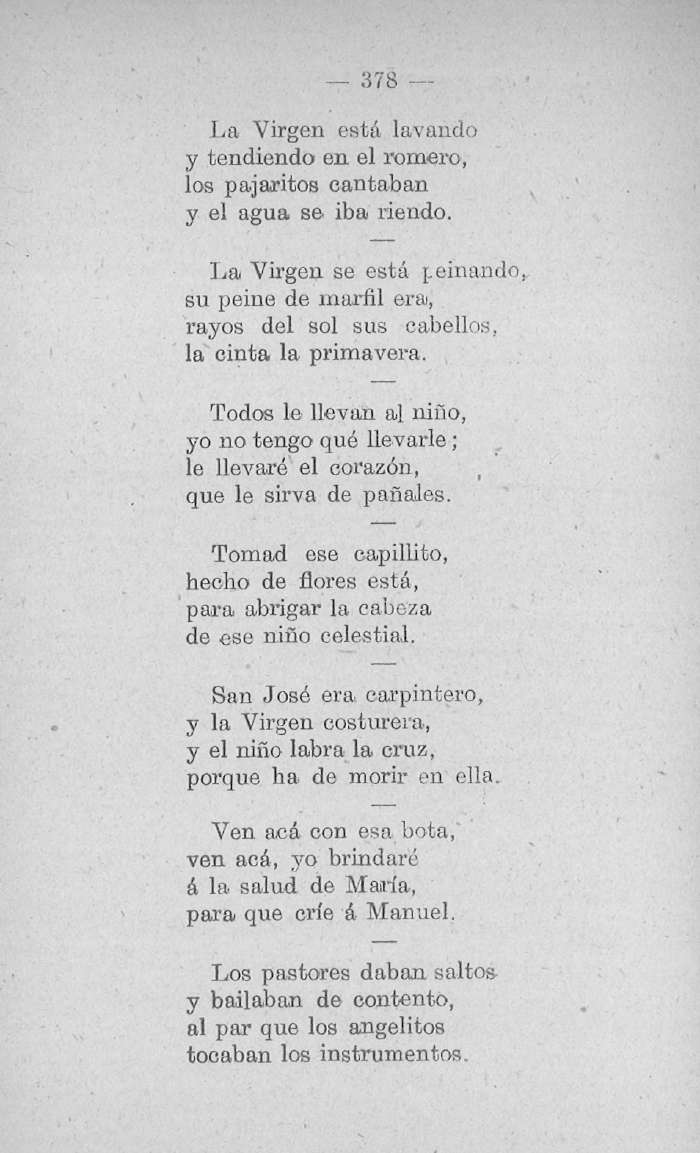 — 378 —
La Virgen está lavando
y tendiendo en el romero,
los pajaritos cantaban
y el agua se iba riendo.
—
La Virgen se está peinando,
su peine de marfil era,
rayos del sol sus cabellos,
la cinta la primavera.
—
Todos le llevan al niño,
yo no tengo qué llevarle;
le llevaré el corazón,
que le sirva de pañales.
—
Tomad ese capillito,
hecho de flores está,
para abrigar la cabeza
de ese niño celestial.
—
San José era carpintero,
y la Virgen costurera,
y el niño labra la cruz,
porque ha de morir en ella.
—
Ven acá con esa bota,
ven acá, yo brindaré
á la salud de María,
para que críe á Manuel.
—
Los pastores daban saltos
y bailaban de contento,
al par que los angelitos
tocaban los instrumentos.